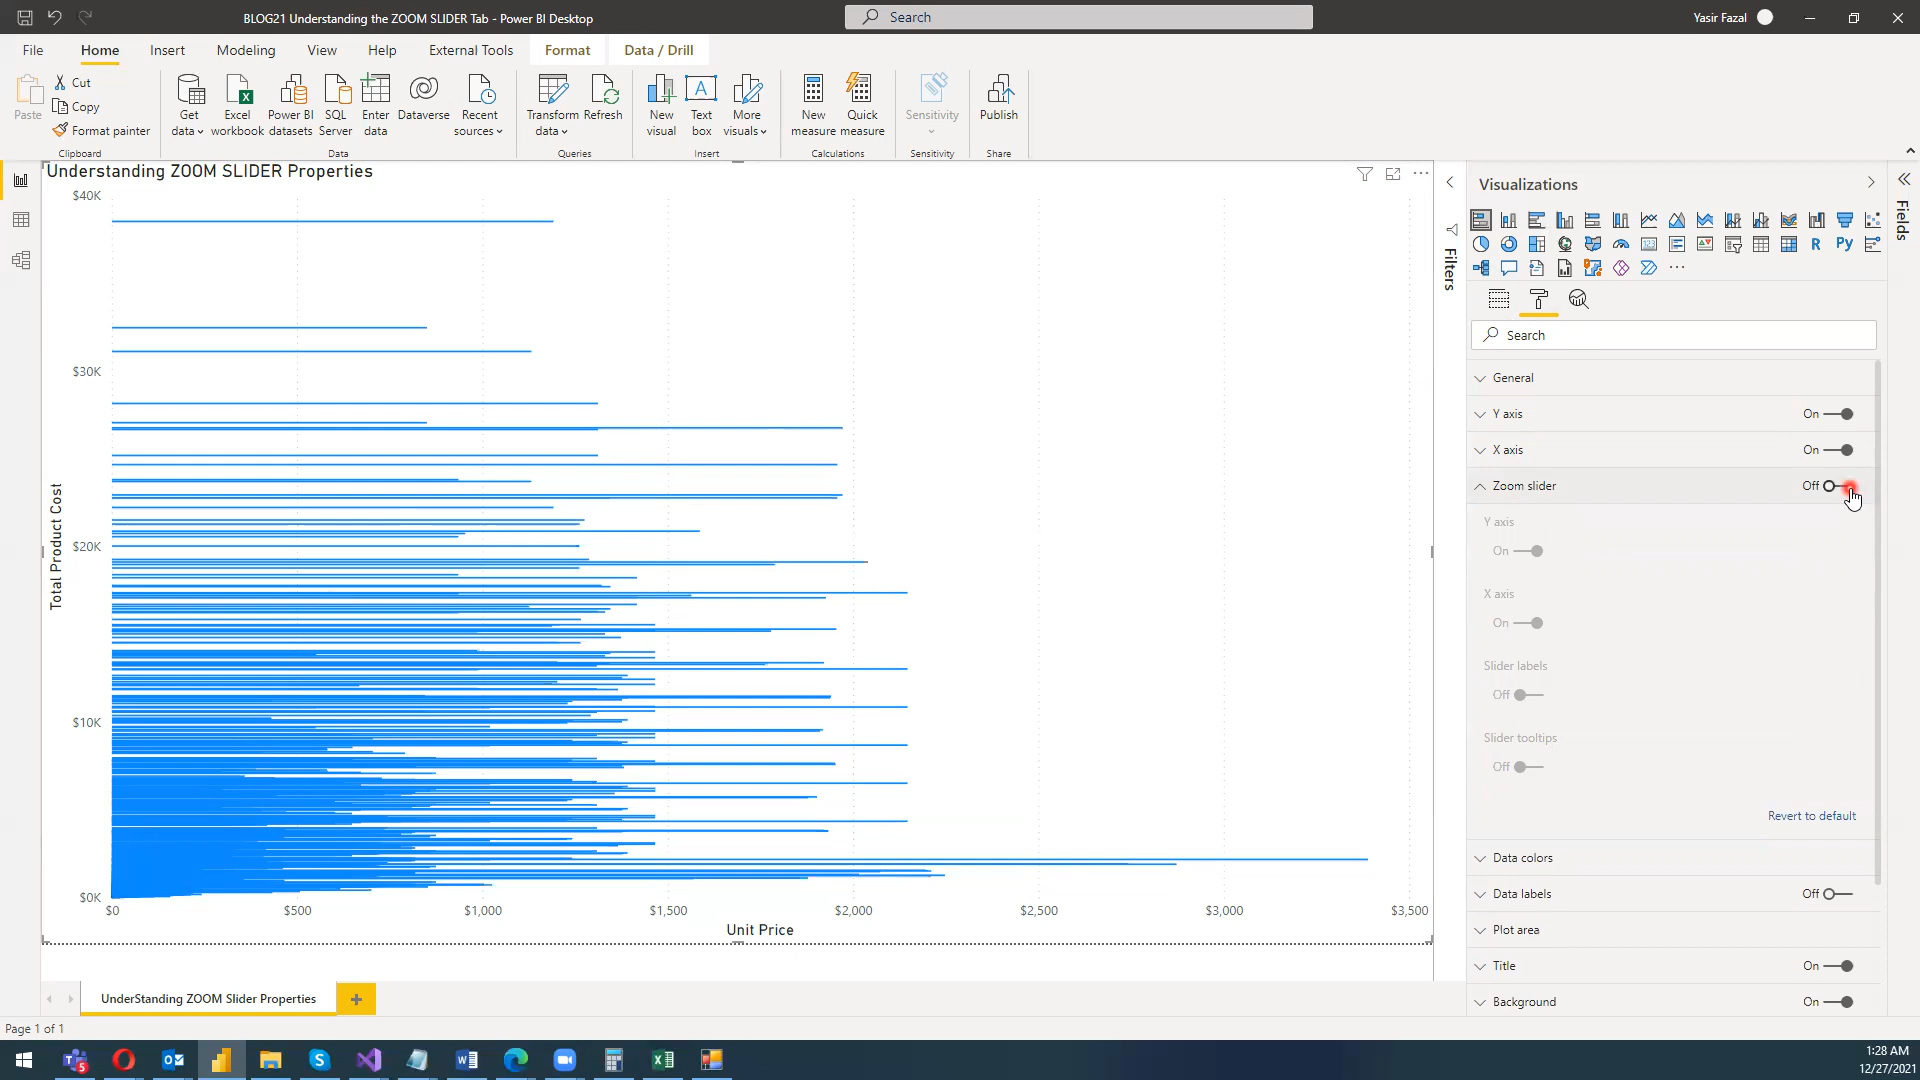 BLOG21 Understanding the ZOOM SLIDER Tab - Power BI Desktop
Search
Yasir Fazal
File
Home
Insert
Modeling
View
Help
External Tools
Format
Data / Drill
Paste
Cut
Copy
Format painter
Clipboard
Get data
Excel workbook
Power BI datasets
SQL Server
Enter data
Dataverse
Recent sources
Data
Transform data
Refresh
Queries
New visual
A
Text box
More visuals
Insert
New measure
Quick measure
Calculations
Sensitivity
Sensitivity
Publish
Share
Understanding ZOOM SLIDER Properties
$40K
$30K
$20K
$10K
$0K
Total Product Cost
$0
$500
$1,000
$1,500
$2,000
$2,500
$3,000
$3,500
Unit Price
Filters
Visualizations
123
R
Py
Search
General
Y axis
On
X axis
On
Zoom slider
Off
Y axis
On
X axis
On
Slider labels
Off
Slider tooltips
Off
Revert to default
Data colors
Data labels
Off
Plot area
Title
On
Background
On
Fields
UnderStanding ZOOM Slider Properties
Page 1 of 1
5
1:28 AM
12/27/2021